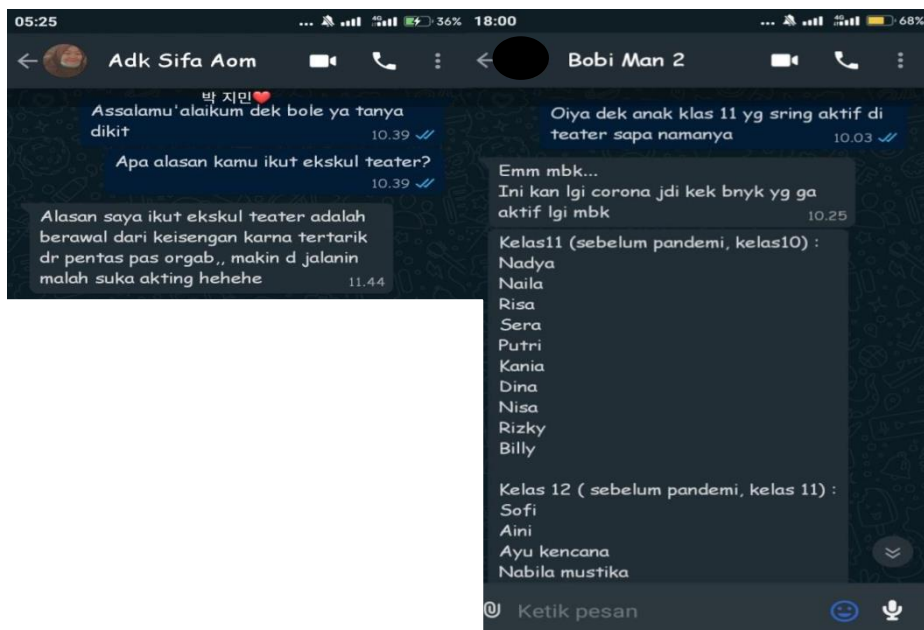 05:25
... 4G 36%
Adk Sifa Aom
박 지민❤️
Assalamu'alaikum dek bole ya tanya
dikit
10.39
Apa alasan kamu ikut ekskul teater?
10.39
Alasan saya ikut ekskul teater adalah
berawal dari keisengan karna tertarik
dr pentas pas orgab,, makin d jalanin
malah suka akting hehehe
11.44
18:00
... 4G 68%
Bobi Man 2
Oiya dek anak klas 11 yg sring aktif di
teater sapa namanya
10.03
Emm mbk...
Ini kan lgi corona jdi kek bnyk yg ga
aktif lgi mbk
10.25
Kelas11 (sebelum pandemi, kelas10) :
Nadya
Naila
Risa
Sera
Putri
Kania
Dina
Nisa
Rizky
Billy
Kelas 12 ( sebelum pandemi, kelas 11) :
Sofi
Aini
Ayu kencana
Nabila mustika
Ketik pesan